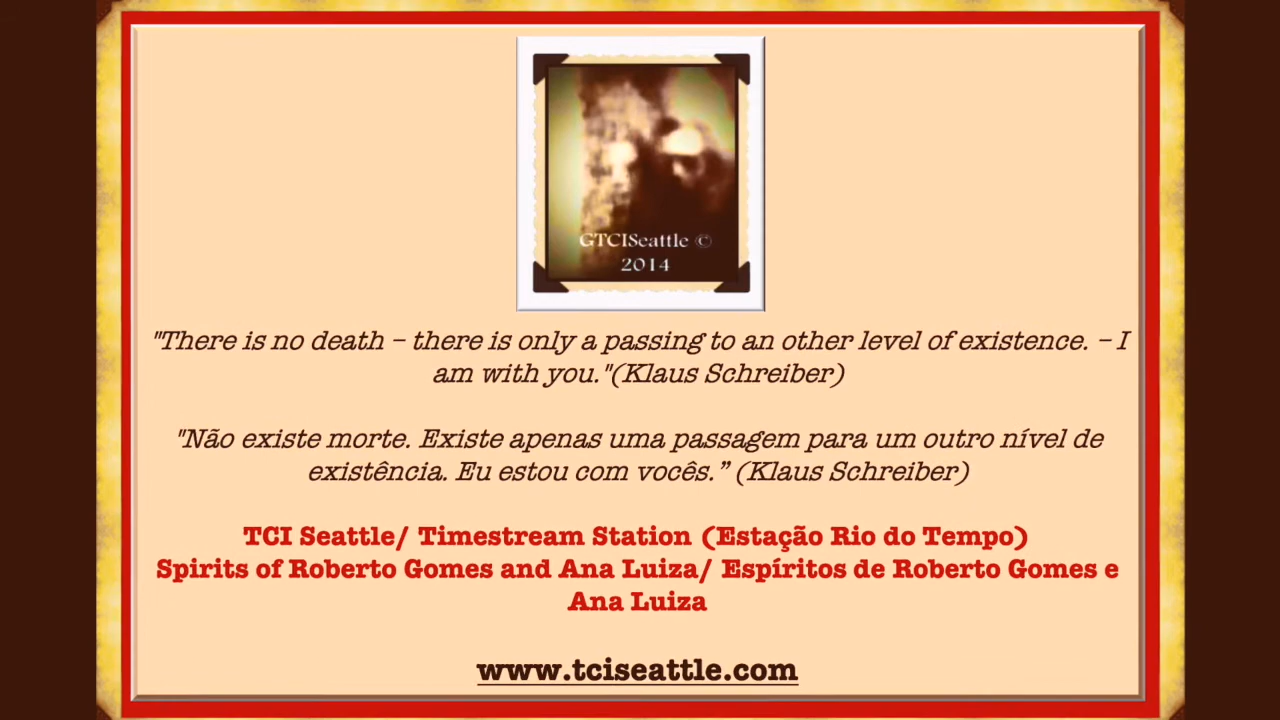 GTCISeattle ©
2014
"There is no death – there is only a passing to an other level of existence. – I
am with you."(Klaus Schreiber)
"Não existe morte. Existe apenas uma passagem para um outro nível de
existência. Eu estou com vocês.” (Klaus Schreiber)
TCI Seattle/ Timestream Station (Estação Rio do Tempo)
Spirits of Roberto Gomes and Ana Luiza/ Espíritos de Roberto Gomes e
Ana Luiza
www.tciseattle.com